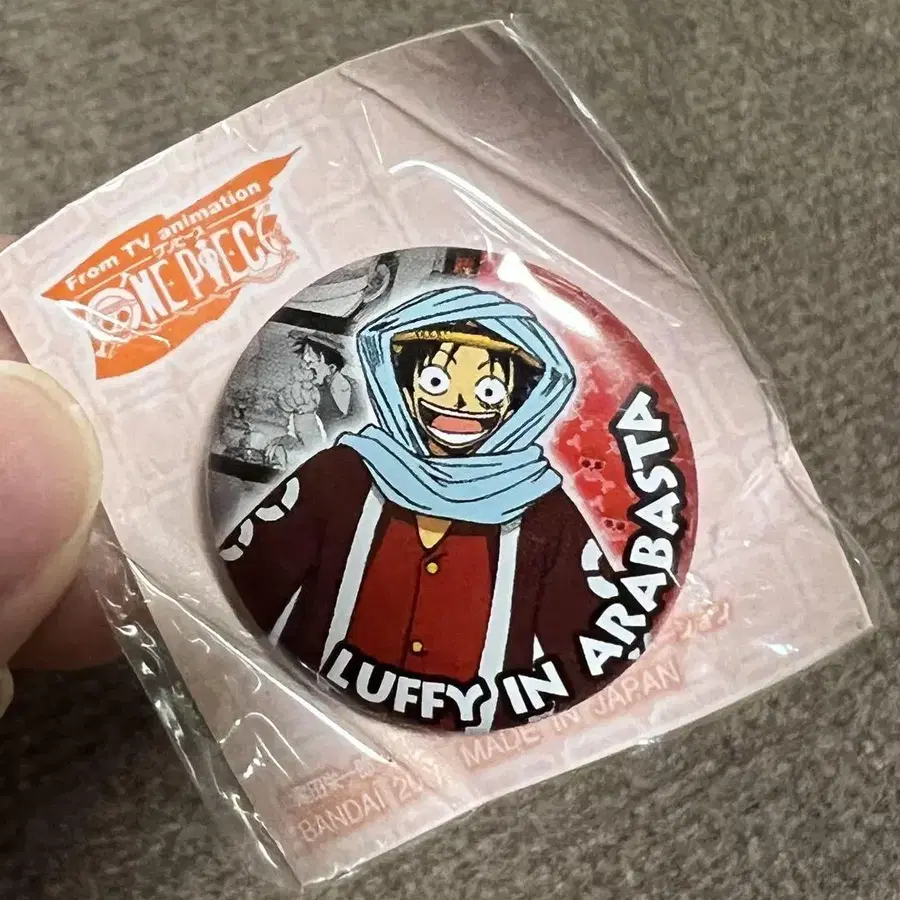 From TV animation
ONE PIECE
LUFFY IN ARABASTA
BANDAI
MADE IN JAPAN